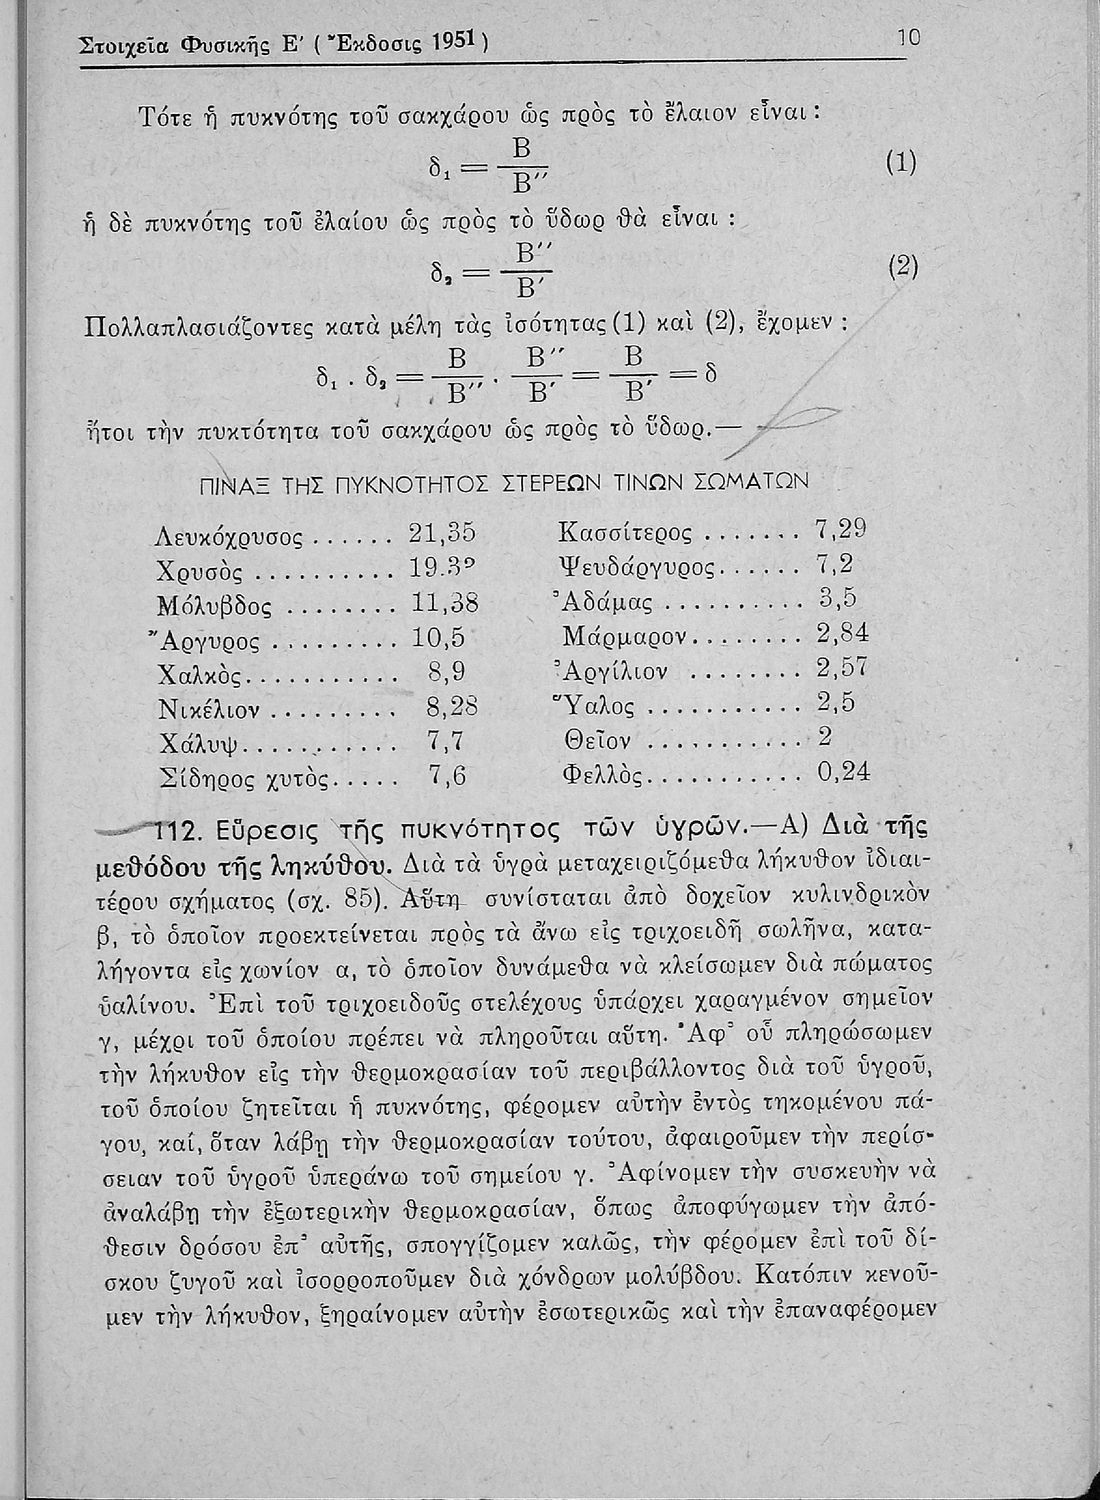 Στοιχεῖα Φυσικῆς Ε' (Ἔκδοσις 1951) 10
Τότε ἡ πυκνότης τοῦ σακχάρου ὡς πρὸς τὸ ἔλαιον εἶναι :
δ₁ = Β / Β'' (1)
ἡ δὲ πυκνότης τοῦ ἐλαίου ὡς πρὸς τὸ ὕδωρ θὰ εἶναι :
δ₂ = Β'' / Β' (2)
Πολλαπλασιάζοντες κατὰ μέλη τὰς ἰσότητας (1) καὶ (2), ἔχομεν :
δ₁ . δ₂ = Β / Β'' . Β'' / Β' = Β / Β' = δ
ἤτοι τὴν πυκτότητα τοῦ σακχάρου ὡς πρὸς τὸ ὕδωρ.—
ΠΙΝΑΞ ΤΗΣ ΠΥΚΝΟΤΗΤΟΣ ΣΤΕΡΕΩΝ ΤΙΝΩΝ ΣΩΜΑΤΩΝ
Λευκόχρυσος ...... 21,35
Χρυσὸς .......... 19.3
Μόλυβδος ........ 11,38
Ἄργυρος ......... 10,5
Χαλκὸς........... 8,9
Νικέλιον ......... 8,28
Χάλυψ........... 7,7
Σίδηρος χυτὸς..... 7,6
Κασσίτερος ....... 7,29
Ψευδάργυρος...... 7,2
Ἀδάμας .......... 3,5
Μάρμαρον........ 2,84
Ἀργίλιον ........ 2,57
Ὕαλος ........... 2,5
Θεῖον ........... 2
Φελλὸς........... 0,24
112. Εὕρεσις τῆς πυκνότητος τῶν ὑγρῶν.—Α) Διὰ τῆς
μεθόδου τῆς ληκύθου. Διὰ τὰ ὑγρὰ μεταχειριζόμεθα λήκυθον ἰδιαι-
τέρου σχήματος (σχ. 85). Αὕτη συνίσταται ἀπὸ δοχεῖον κυλινδρικὸν
β, τὸ ὁποῖον προεκτείνεται πρὸς τὰ ἄνω εἰς τριχοειδῆ σωλῆνα, κατα-
λήγοντα εἰς χωνίον α, τὸ ὁποῖον δυνάμεθα νὰ κλείσωμεν διὰ πώματος
ὑαλίνου. Ἐπὶ τοῦ τριχοειδοῦς στελέχους ὑπάρχει χαραγμένον σημεῖον
γ, μέχρι τοῦ ὁποίου πρέπει νὰ πληροῦται αὕτη. Ἀφ' οὗ πληρώσωμεν
τὴν λήκυθον εἰς τὴν θερμοκρασίαν τοῦ περιβάλλοντος διὰ τοῦ ὑγροῦ,
τοῦ ὁποίου ζητεῖται ἡ πυκνότης, φέρομεν αὐτὴν ἐντὸς τηκομένου πά-
γου, καί, ὅταν λάβῃ τὴν θερμοκρασίαν τούτου, ἀφαιροῦμεν τὴν περίσ-
σειαν τοῦ ὑγροῦ ὑπεράνω τοῦ σημείου γ. Ἀφίνομεν τὴν συσκευὴν νὰ
ἀναλάβῃ τὴν ἐξωτερικὴν θερμοκρασίαν, ὅπως ἀποφύγωμεν τὴν ἀπό-
θεσιν δρόσου ἐπ' αὐτῆς, σπογγίζομεν καλῶς, τὴν φέρομεν ἐπὶ τοῦ δί-
σκου ζυγοῦ καὶ ἰσορροποῦμεν διὰ χόνδρων μολύβδου. Κατόπιν κενοῦ-
μεν τὴν λήκυθον, ξηραίνομεν αὐτὴν ἐσωτερικῶς καὶ τὴν ἐπαναφέρομεν